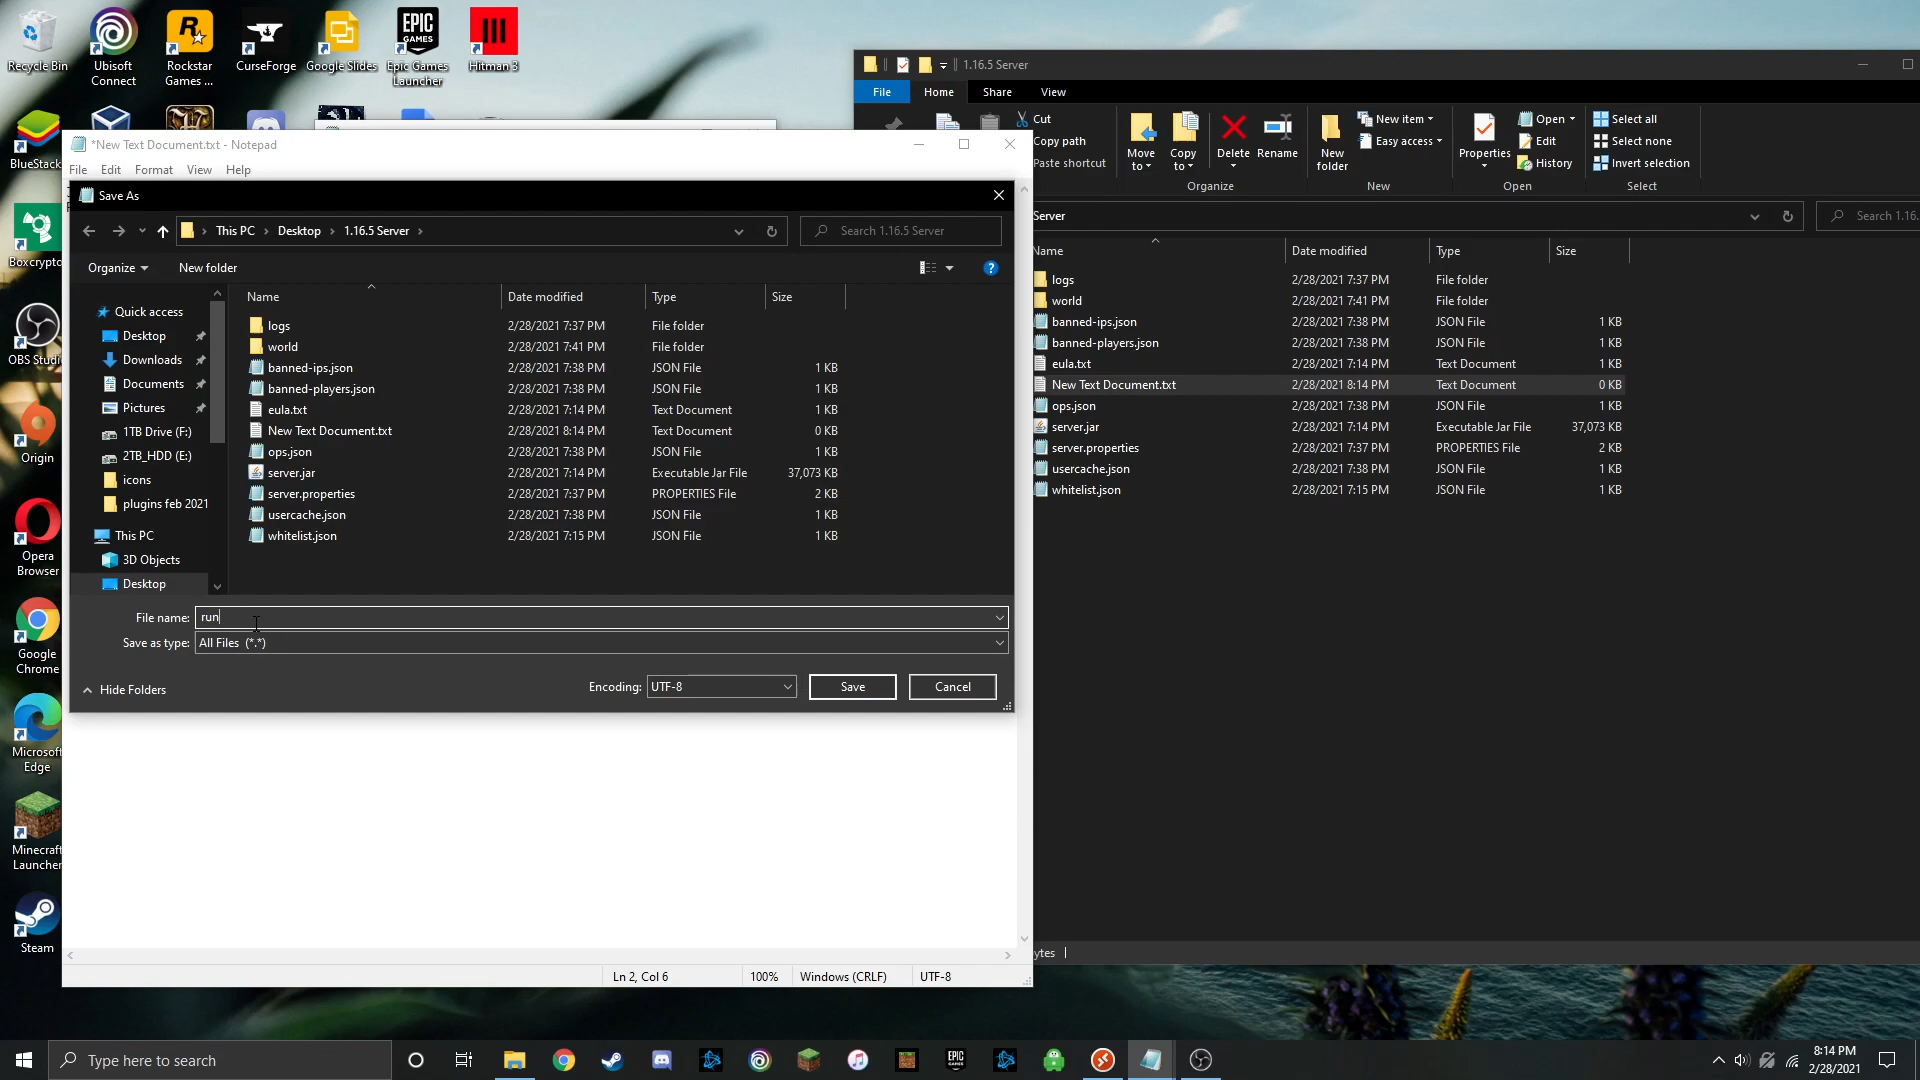 Recycle Bin
Ubisoft Connect
Rockstar Games ...
CurseForge
Google Slides
EPIC GAMES
Epic Games Launcher
Hitman 3
BlueStack
Boxcrypto
OBS Studi
Origin
Opera Browser
Google Chrome
Microsof Edge
Minecraft Launcher
Steam
*New Text Document.txt - Notepad
File Edit Format View Help
Save As
This PC > Desktop > 1.16.5 Server >
Search 1.16.5 Server
Organize New folder
Quick access
Desktop
Downloads
Documents
Pictures
1TB Drive (F:)
2TB_HDD (E:)
icons
plugins feb 2021
This PC
3D Objects
Desktop
Name Date modified Type Size
logs 2/28/2021 7:37 PM File folder
world 2/28/2021 7:41 PM File folder
banned-ips.json 2/28/2021 7:38 PM JSON File 1 KB
banned-players.json 2/28/2021 7:38 PM JSON File 1 KB
eula.txt 2/28/2021 7:14 PM Text Document 1 KB
New Text Document.txt 2/28/2021 8:14 PM Text Document 0 KB
ops.json 2/28/2021 7:38 PM JSON File 1 KB
server.jar 2/28/2021 7:14 PM Executable Jar File 37,073 KB
server.properties 2/28/2021 7:37 PM PROPERTIES File 2 KB
usercache.json 2/28/2021 7:38 PM JSON File 1 KB
whitelist.json 2/28/2021 7:15 PM JSON File 1 KB
File name: run
Save as type: All Files (*.*)
Hide Folders
Encoding: UTF-8
Save
Cancel
Ln 2, Col 6 100% Windows (CRLF) UTF-8
1.16.5 Server
File Home Share View
Cut
Copy path
Paste shortcut
Move to
Copy to
Delete
Rename
Organize
New folder
New item
Easy access
New
Properties
Open
Edit
History
Open
Select all
Select none
Invert selection
Select
Server
Search 1.16.
Name Date modified Type Size
logs 2/28/2021 7:37 PM File folder
world 2/28/2021 7:41 PM File folder
banned-ips.json 2/28/2021 7:38 PM JSON File 1 KB
banned-players.json 2/28/2021 7:38 PM JSON File 1 KB
eula.txt 2/28/2021 7:14 PM Text Document 1 KB
New Text Document.txt 2/28/2021 8:14 PM Text Document 0 KB
ops.json 2/28/2021 7:38 PM JSON File 1 KB
server.jar 2/28/2021 7:14 PM Executable Jar File 37,073 KB
server.properties 2/28/2021 7:37 PM PROPERTIES File 2 KB
usercache.json 2/28/2021 7:38 PM JSON File 1 KB
whitelist.json 2/28/2021 7:15 PM JSON File 1 KB
ytes
Type here to search
EPIC GAMES
8:14 PM
2/28/2021